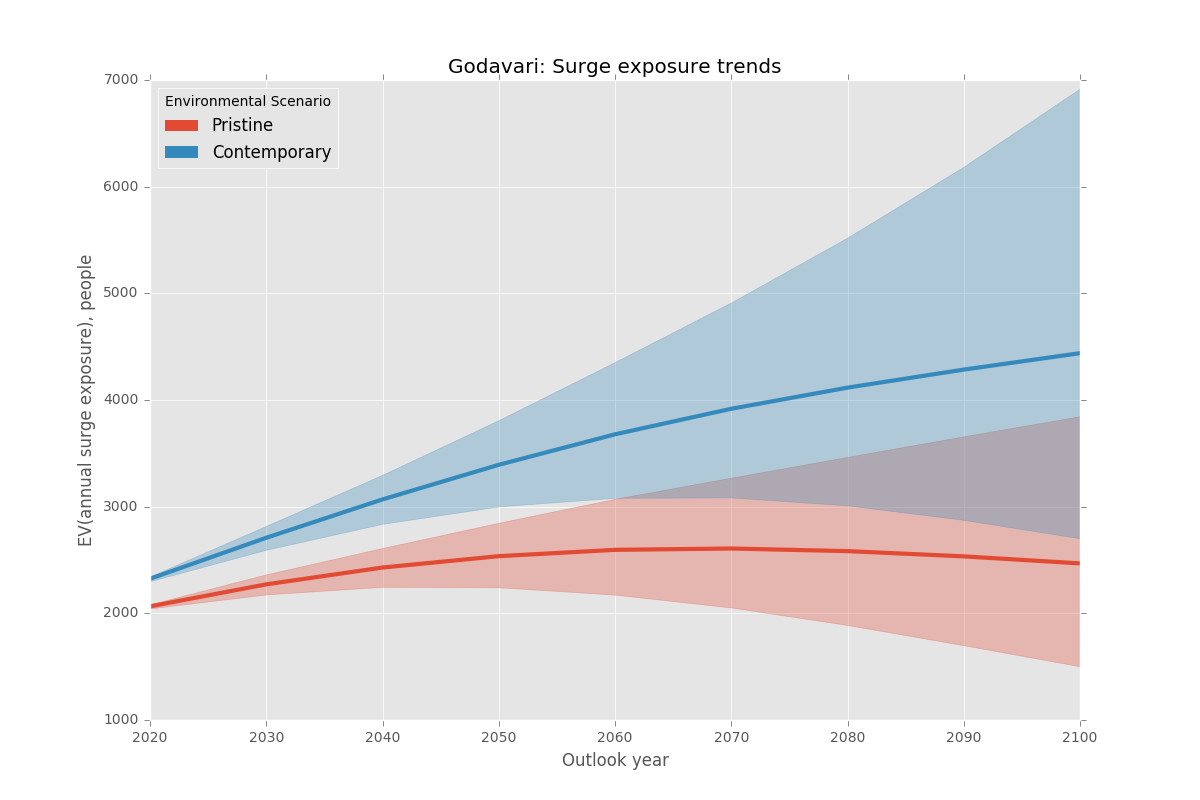 Godavari: Surge exposure trends
Environmental Scenario
Pristine
Contemporary
EV(annual surge exposure), people
7000
6000
5000
4000
3000
2000
1000
2020 2030 2040 2050 2060 2070 2080 2090 2100
Outlook year